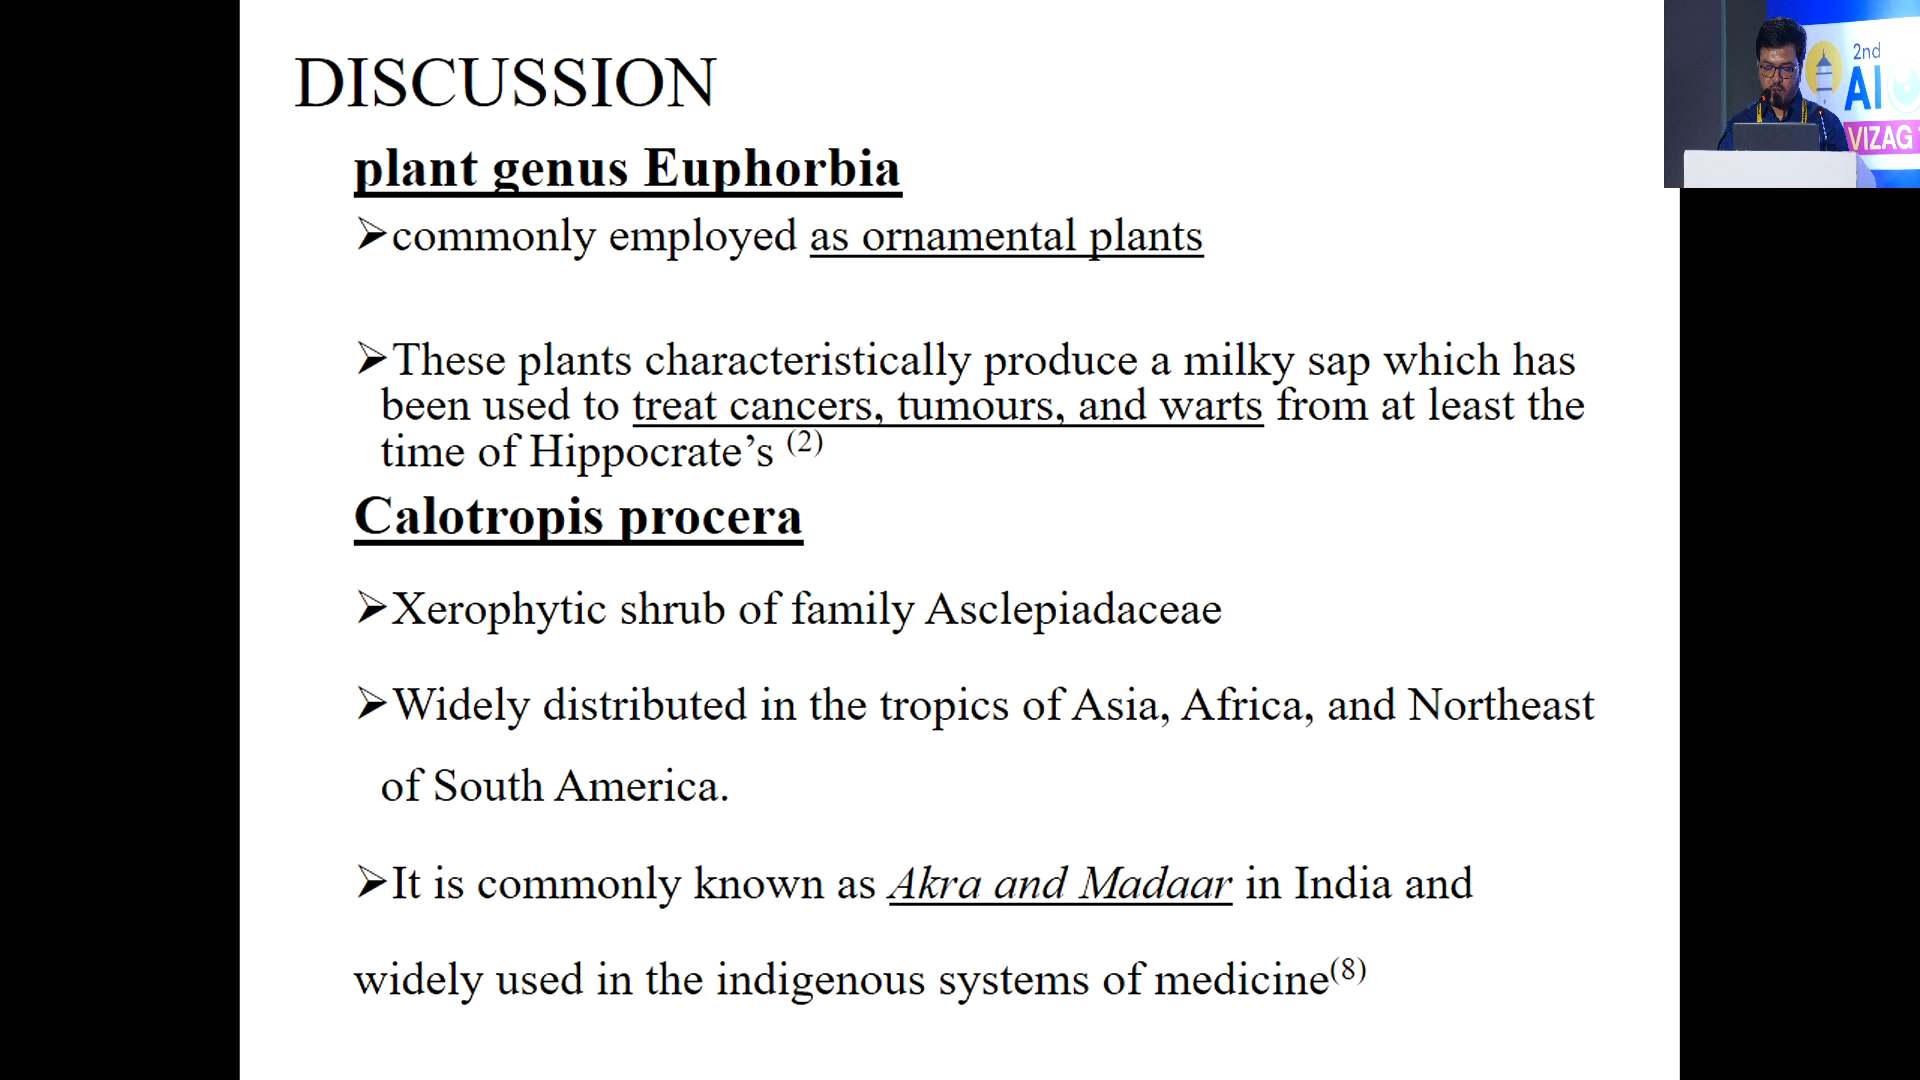 DISCUSSION
plant genus Euphorbia
➢commonly employed as ornamental plants
➢These plants characteristically produce a milky sap which has
been used to treat cancers, tumours, and warts from at least the
time of Hippocrate’s (2)
Calotropis procera
➢Xerophytic shrub of family Asclepiadaceae
➢Widely distributed in the tropics of Asia, Africa, and Northeast
of South America.
➢It is commonly known as Akra and Madaar in India and
widely used in the indigenous systems of medicine(8)
2nd
AI
VIZAG